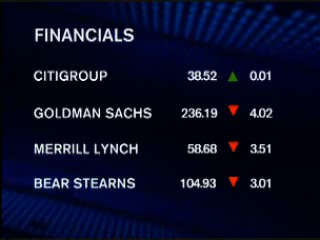 FINANCIALS
CITIGROUP 38.52 ▲ 0.01
GOLDMAN SACHS 236.19 ▼ 4.02
MERRILL LYNCH 58.68 ▼ 3.51
BEAR STEARNS 104.93 ▼ 3.01